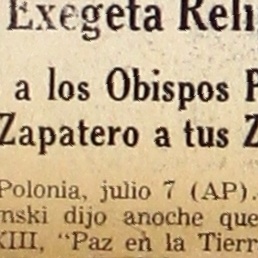 Exegeta Reli
a los Obispos P
Zapatero a tus Z
Polonia, julio 7 (AP).
nski dijo anoche que
XIII, "Paz en la Tierr